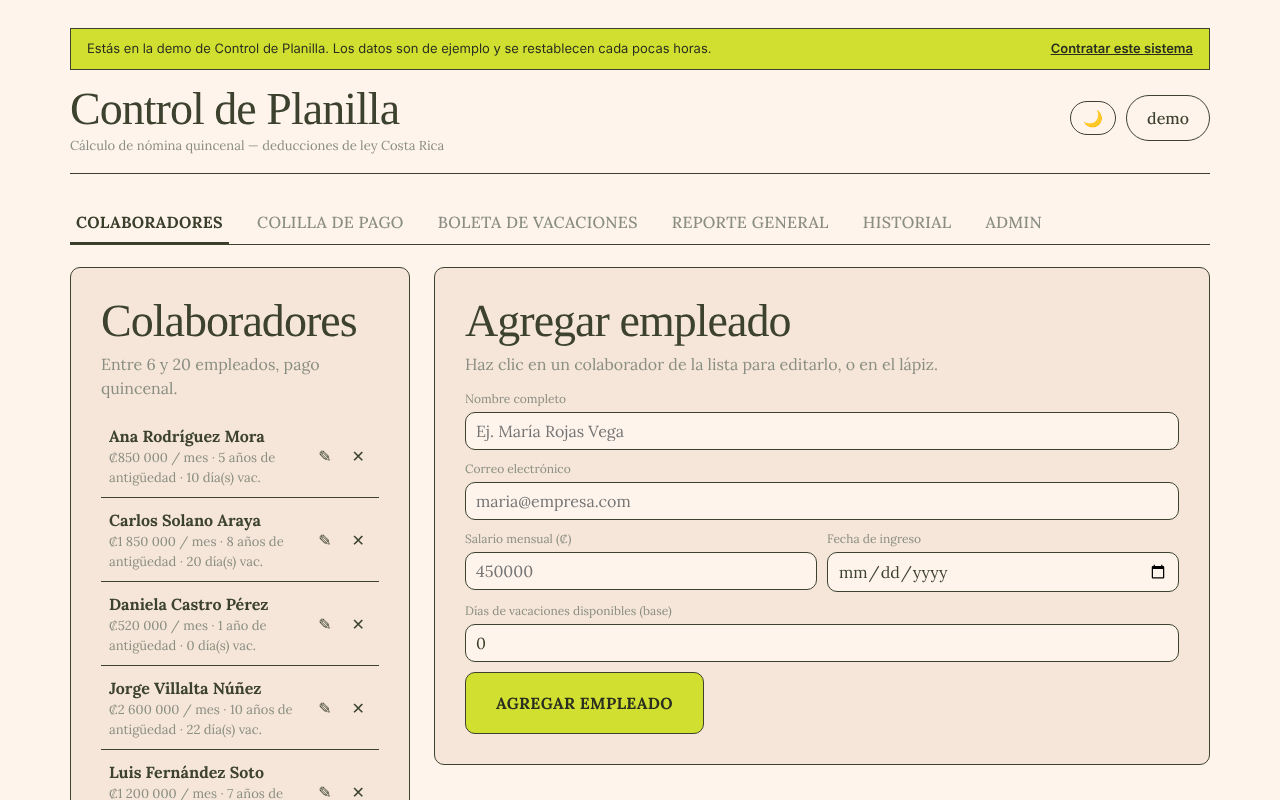 Estás en la demo de Control de Planilla. Los datos son de ejemplo y se restablecen cada pocas horas.
Contratar este sistema
Control de Planilla
Cálculo de nómina quincenal — deducciones de ley Costa Rica
demo
COLABORADORES
COLILLA DE PAGO
BOLETA DE VACACIONES
REPORTE GENERAL
HISTORIAL
ADMIN
Colaboradores
Entre 6 y 20 empleados, pago
quincenal.
Ana Rodríguez Mora
₡850 000 / mes · 5 años de
antigüedad · 10 día(s) vac.
Carlos Solano Araya
₡1 850 000 / mes · 8 años de
antigüedad · 20 día(s) vac.
Daniela Castro Pérez
₡520 000 / mes · 1 año de
antigüedad · 0 día(s) vac.
Jorge Villalta Núñez
₡2 600 000 / mes · 10 años de
antigüedad · 22 día(s) vac.
Luis Fernández Soto
₡1 200 000 / mes · 7 años de
Agregar empleado
Haz clic en un colaborador de la lista para editarlo, o en el lápiz.
Nombre completo
Ej. María Rojas Vega
Correo electrónico
maria@empresa.com
Salario mensual (₡)
450000
Fecha de ingreso
mm/dd/yyyy
Días de vacaciones disponibles (base)
0
AGREGAR EMPLEADO